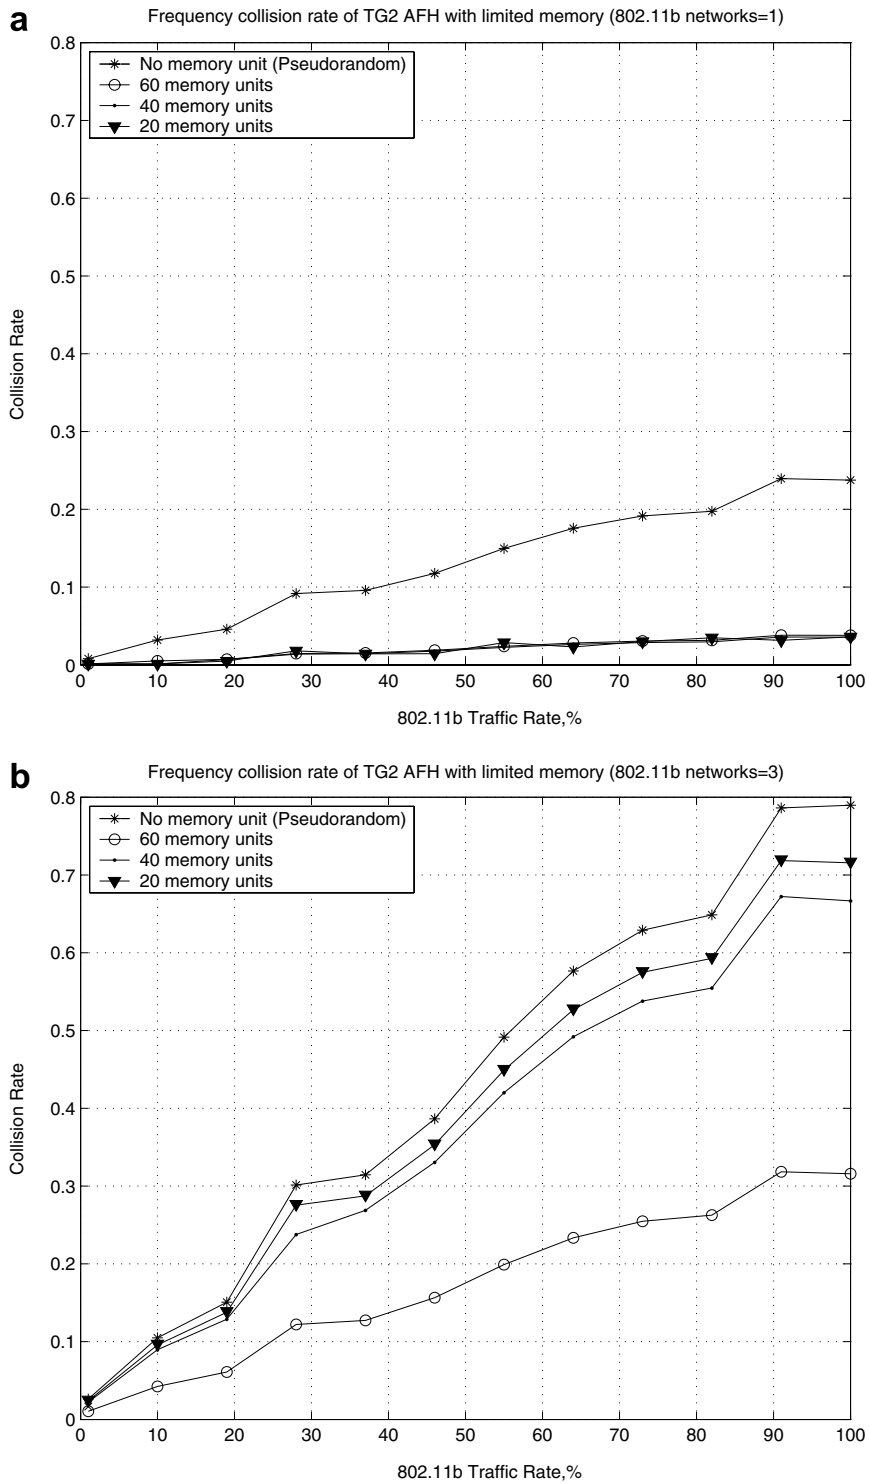 a
Frequency collision rate of TG2 AFH with limited memory (802.11b networks=1)
0.8
0.7
0.6
0.5
0.4
0.3
0.2
0.1
0
Collision Rate
No memory unit (Pseudorandom)
60 memory units
40 memory units
20 memory units
0 10 20 30 40 50 60 70 80 90 100
802.11b Traffic Rate,%
b
Frequency collision rate of TG2 AFH with limited memory (802.11b networks=3)
0.8
0.7
0.6
0.5
0.4
0.3
0.2
0.1
0
Collision Rate
No memory unit (Pseudorandom)
60 memory units
40 memory units
20 memory units
0 10 20 30 40 50 60 70 80 90 100
802.11b Traffic Rate,%